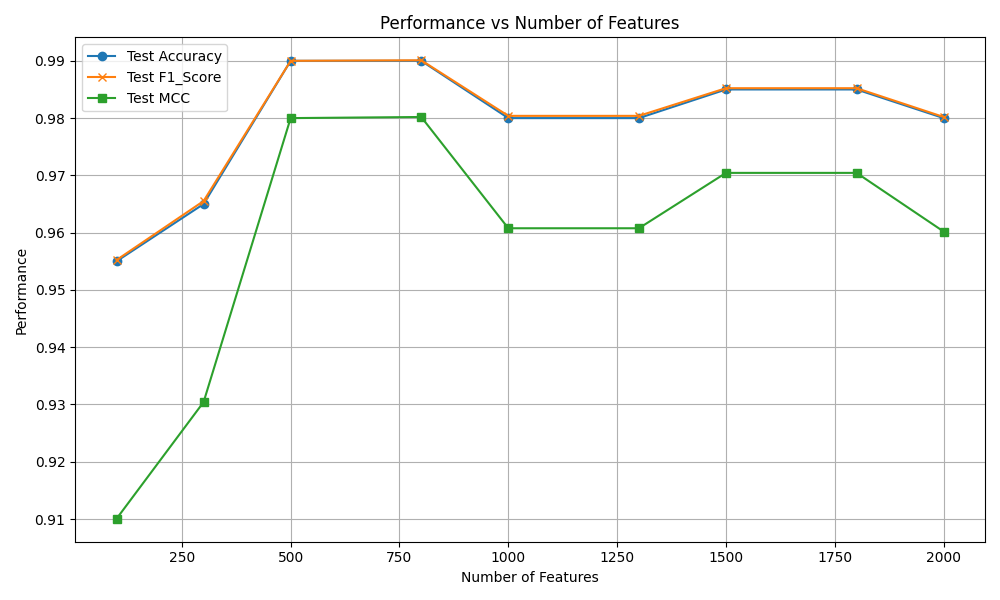 Performance vs Number of Features
Test Accuracy
Test F1_Score
Test MCC
Performance
0.99
0.98
0.97
0.96
0.95
0.94
0.93
0.92
0.91
250 500 750 1000 1250 1500 1750 2000
Number of Features